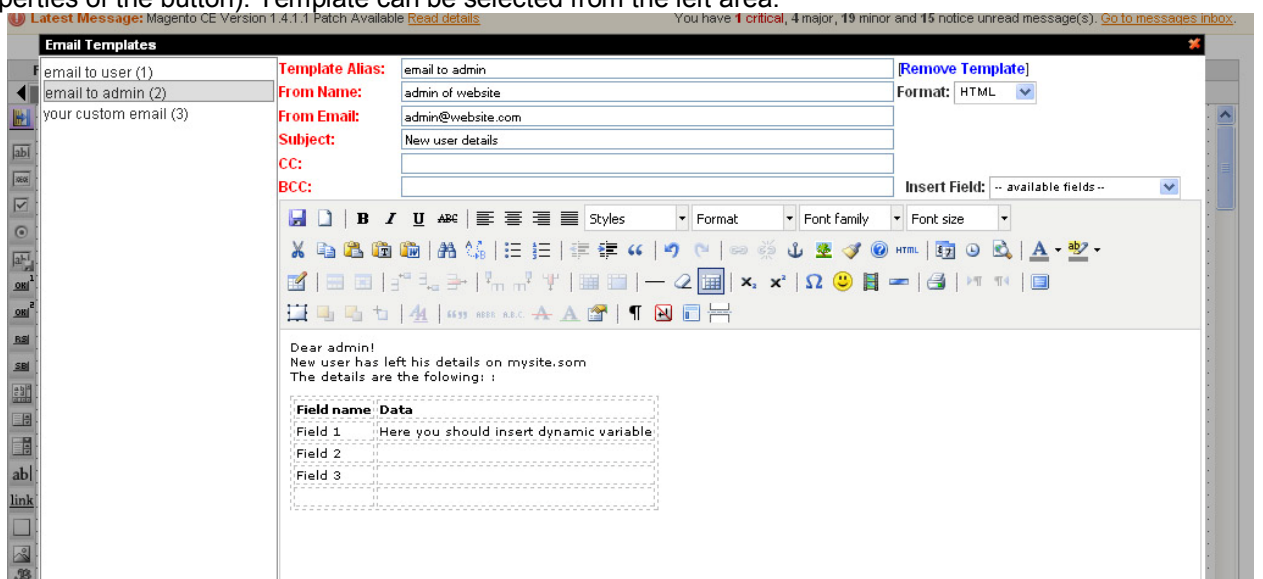 perties of the button). Template can be selected from the left area.
Latest Message: Magento CE Version 1.4.1.1 Patch Available Read details You have 1 critical, 4 major, 19 minor and 15 notice unread message(s). Go to messages inbox.
Email Templates
email to user (1)
email to admin (2)
your custom email (3)
Template Alias: email to admin [Remove Template]
From Name: admin of website Format: HTML
From Email: admin@website.com
Subject: New user details
CC:
BCC: Insert Field: -- available fields --
B I U ABC Styles Format Font family Font size
HTML
Dear admin!
New user has left his details on mysite.som
The details are the folowing: :
Field name Data
Field 1 Here you should insert dynamic variable
Field 2
Field 3
ab|
link